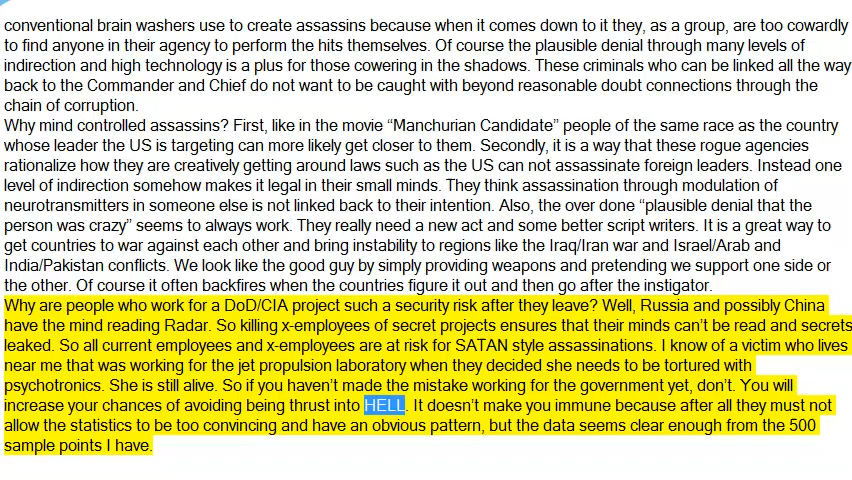 conventional brain washers use to create assassins because when it comes down to it they, as a group, are too cowardly
to find anyone in their agency to perform the hits themselves. Of course the plausible denial through many levels of
indirection and high technology is a plus for those cowering in the shadows. These criminals who can be linked all the way
back to the Commander and Chief do not want to be caught with beyond reasonable doubt connections through the
chain of corruption.
Why mind controlled assassins? First, like in the movie “Manchurian Candidate” people of the same race as the country
whose leader the US is targeting can more likely get closer to them. Secondly, it is a way that these rogue agencies
rationalize how they are creatively getting around laws such as the US can not assassinate foreign leaders. Instead one
level of indirection somehow makes it legal in their small minds. They think assassination through modulation of
neurotransmitters in someone else is not linked back to their intention. Also, the over done “plausible denial that the
person was crazy” seems to always work. They really need a new act and some better script writers. It is a great way to
get countries to war against each other and bring instability to regions like the Iraq/Iran war and Israel/Arab and
India/Pakistan conflicts. We look like the good guy by simply providing weapons and pretending we support one side or
the other. Of course it often backfires when the countries figure it out and then go after the instigator.
Why are people who work for a DoD/CIA project such a security risk after they leave? Well, Russia and possibly China
have the mind reading Radar. So killing x-employees of secret projects ensures that their minds can’t be read and secrets
leaked. So all current employees and x-employees are at risk for SATAN style assassinations. I know of a victim who lives
near me that was working for the jet propulsion laboratory when they decided she needs to be tortured with
psychotronics. She is still alive. So if you haven’t made the mistake working for the government yet, don’t. You will
increase your chances of avoiding being thrust into HELL. It doesn’t make you immune because after all they must not
allow the statistics to be too convincing and have an obvious pattern, but the data seems clear enough from the 500
sample points I have.